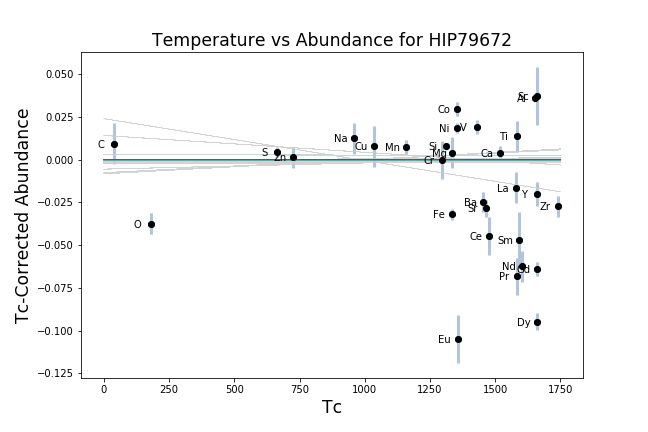 Temperature vs Abundance for HIP79672
Tc-Corrected Abundance
0.050
0.025
0.000
−0.025
−0.050
−0.075
−0.100
−0.125
Sc
Al
Co
Ni
V
Na
Ti
C
Cu
Mn
Si
S
Mg
Ca
Zn
Cr
La
Y
Ba
Sr
Zr
Fe
O
Ce
Sm
Nd
Gd
Pr
Dy
Eu
0
250
500
750
1000
1250
1500
1750
Tc